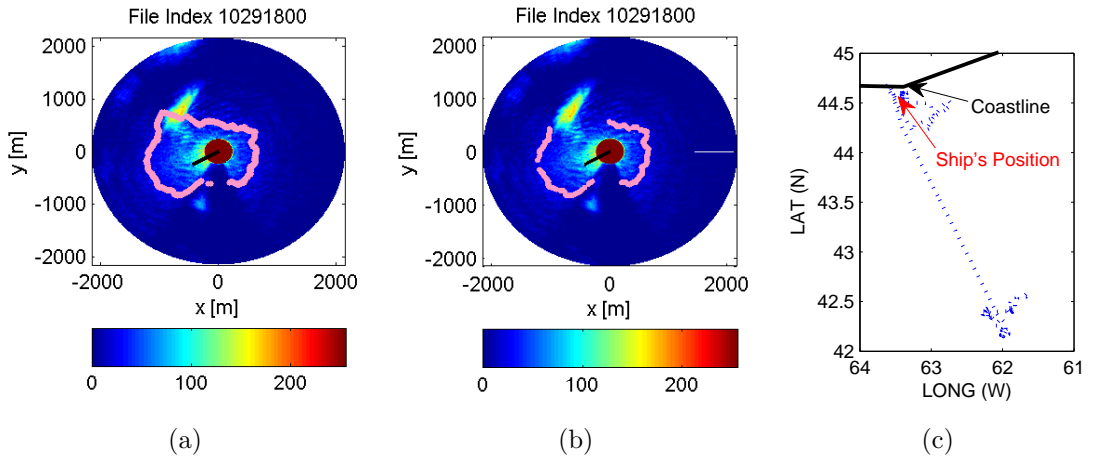 File Index 10291800
2000
1000
0
-1000
-2000
y [m]
-2000
0
2000
x [m]
0
100
200
(a)
File Index 10291800
2000
1000
0
-1000
-2000
y [m]
-2000
0
2000
x [m]
0
100
200
(b)
45
44.5
44
43.5
43
42.5
42
LAT (N)
Coastline
Ship's Position
64
63
62
61
LONG (W)
(c)